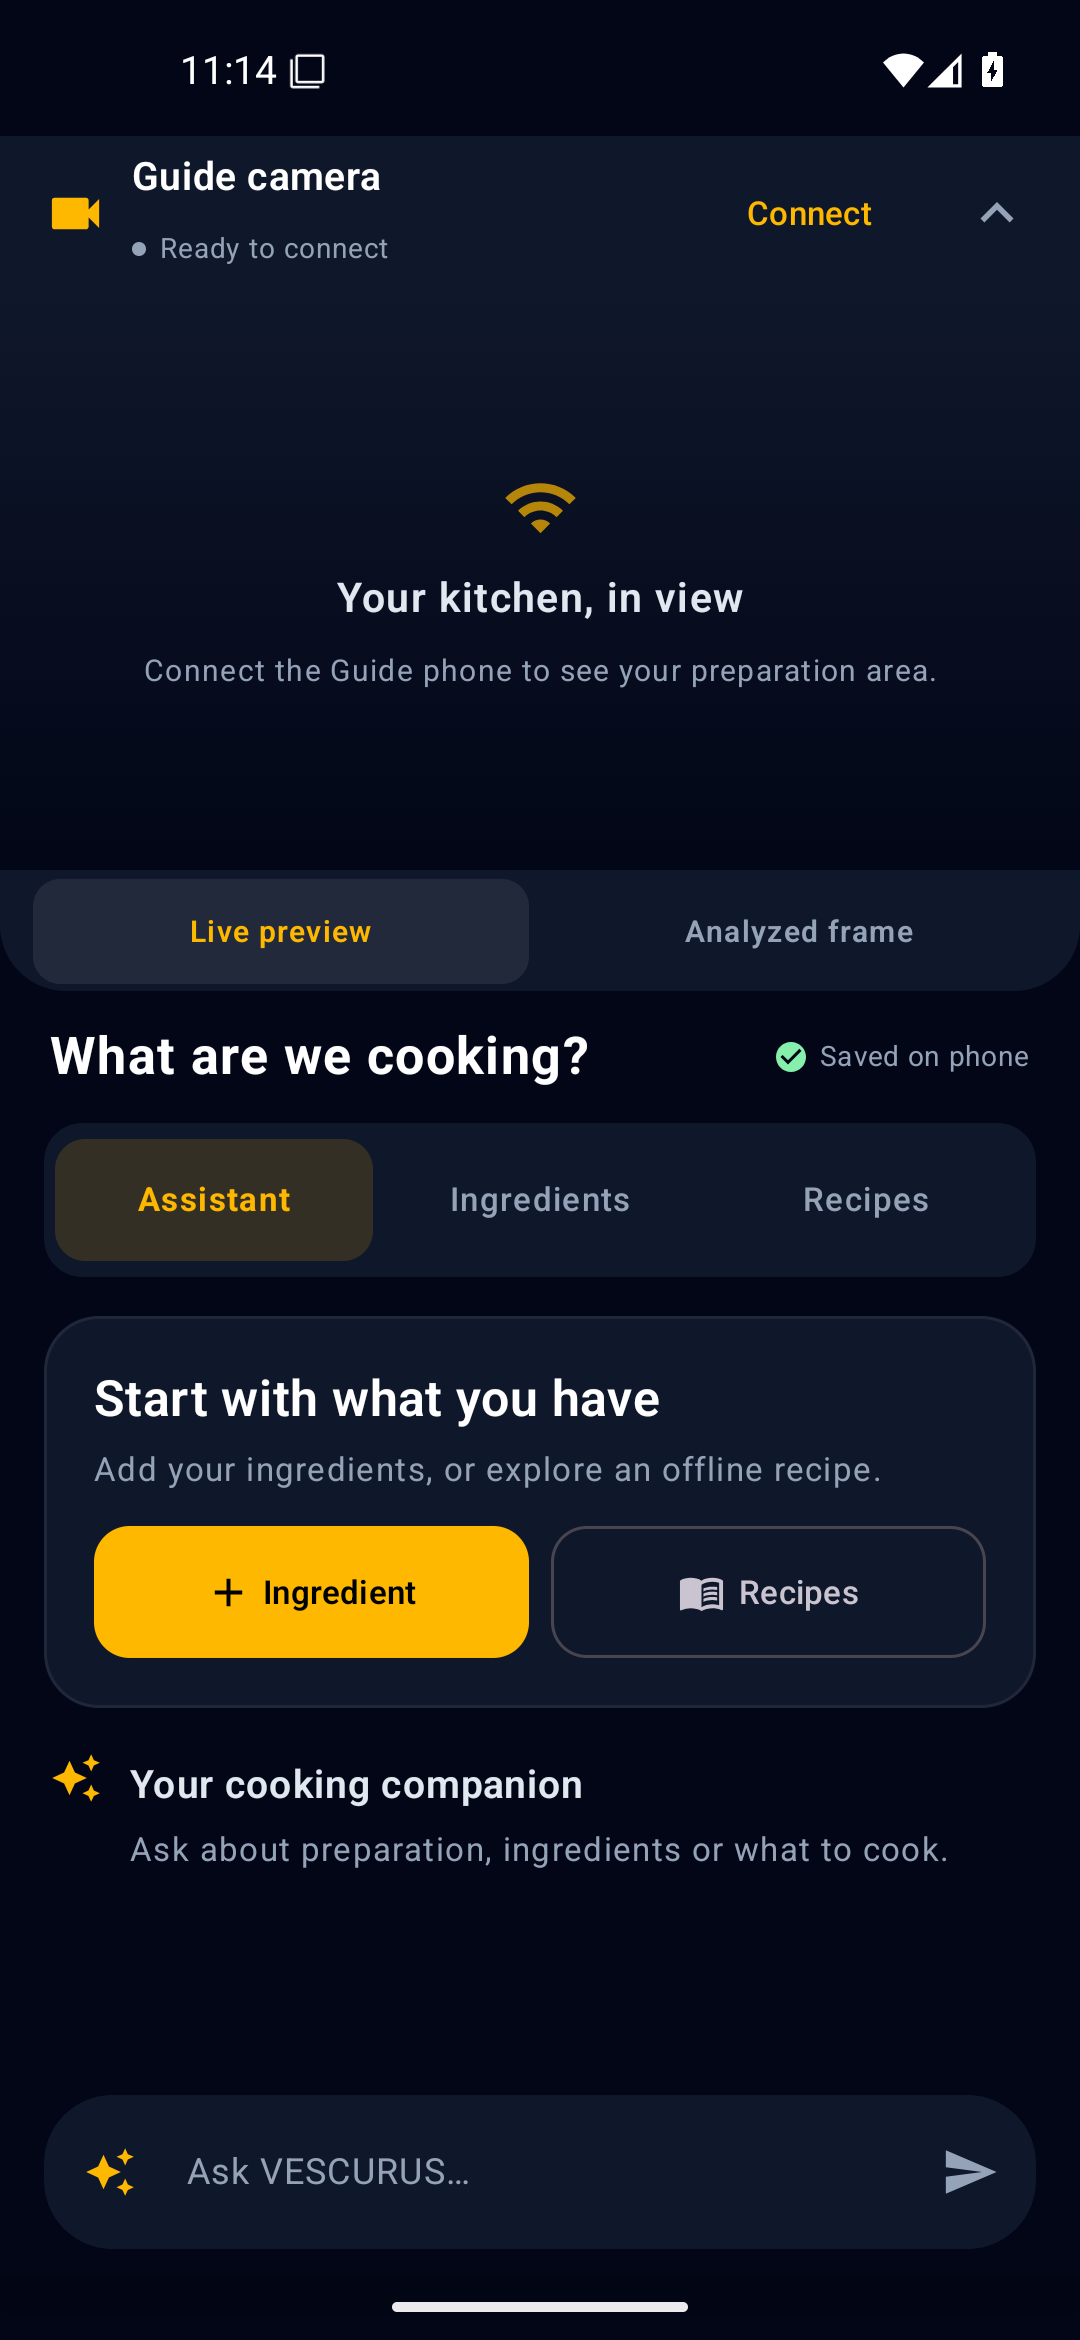 11:14
Guide camera
Ready to connect
Connect
Your kitchen, in view
Connect the Guide phone to see your preparation area.
Live preview
Analyzed frame
What are we cooking?
Saved on phone
Assistant
Ingredients
Recipes
Start with what you have
Add your ingredients, or explore an offline recipe.
Ingredient
Recipes
Your cooking companion
Ask about preparation, ingredients or what to cook.
Ask VESCURUS…